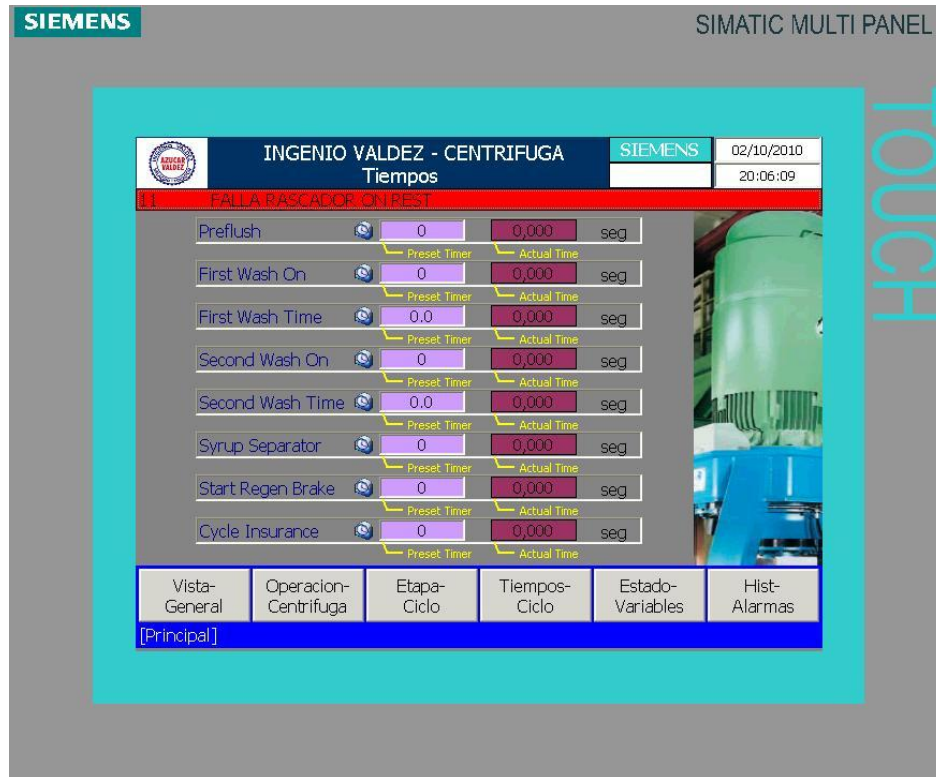 SIEMENS
SIMATIC MULTI PANEL
TOUCH
AZUCAR
VALDEZ
INGENIO VALDEZ - CENTRIFUGA
Tiempos
SIEMENS
02/10/2010
20:06:09
11 FALLA RASCADOR ON REST
Preflush 0 0,000 seg
Preset Timer Actual Time
First Wash On 0 0,000 seg
Preset Timer Actual Time
First Wash Time 0.0 0,000 seg
Preset Timer Actual Time
Second Wash On 0 0,000 seg
Preset Timer Actual Time
Second Wash Time 0.0 0,000 seg
Preset Timer Actual Time
Syrup Separator 0 0,000 seg
Preset Timer Actual Time
Start Regen Brake 0 0,000 seg
Preset Timer Actual Time
Cycle Insurance 0 0,000 seg
Preset Timer Actual Time
Vista-General
Operacion-Centrifuga
Etapa-Ciclo
Tiempos-Ciclo
Estado-Variables
Hist-Alarmas
[Principal]